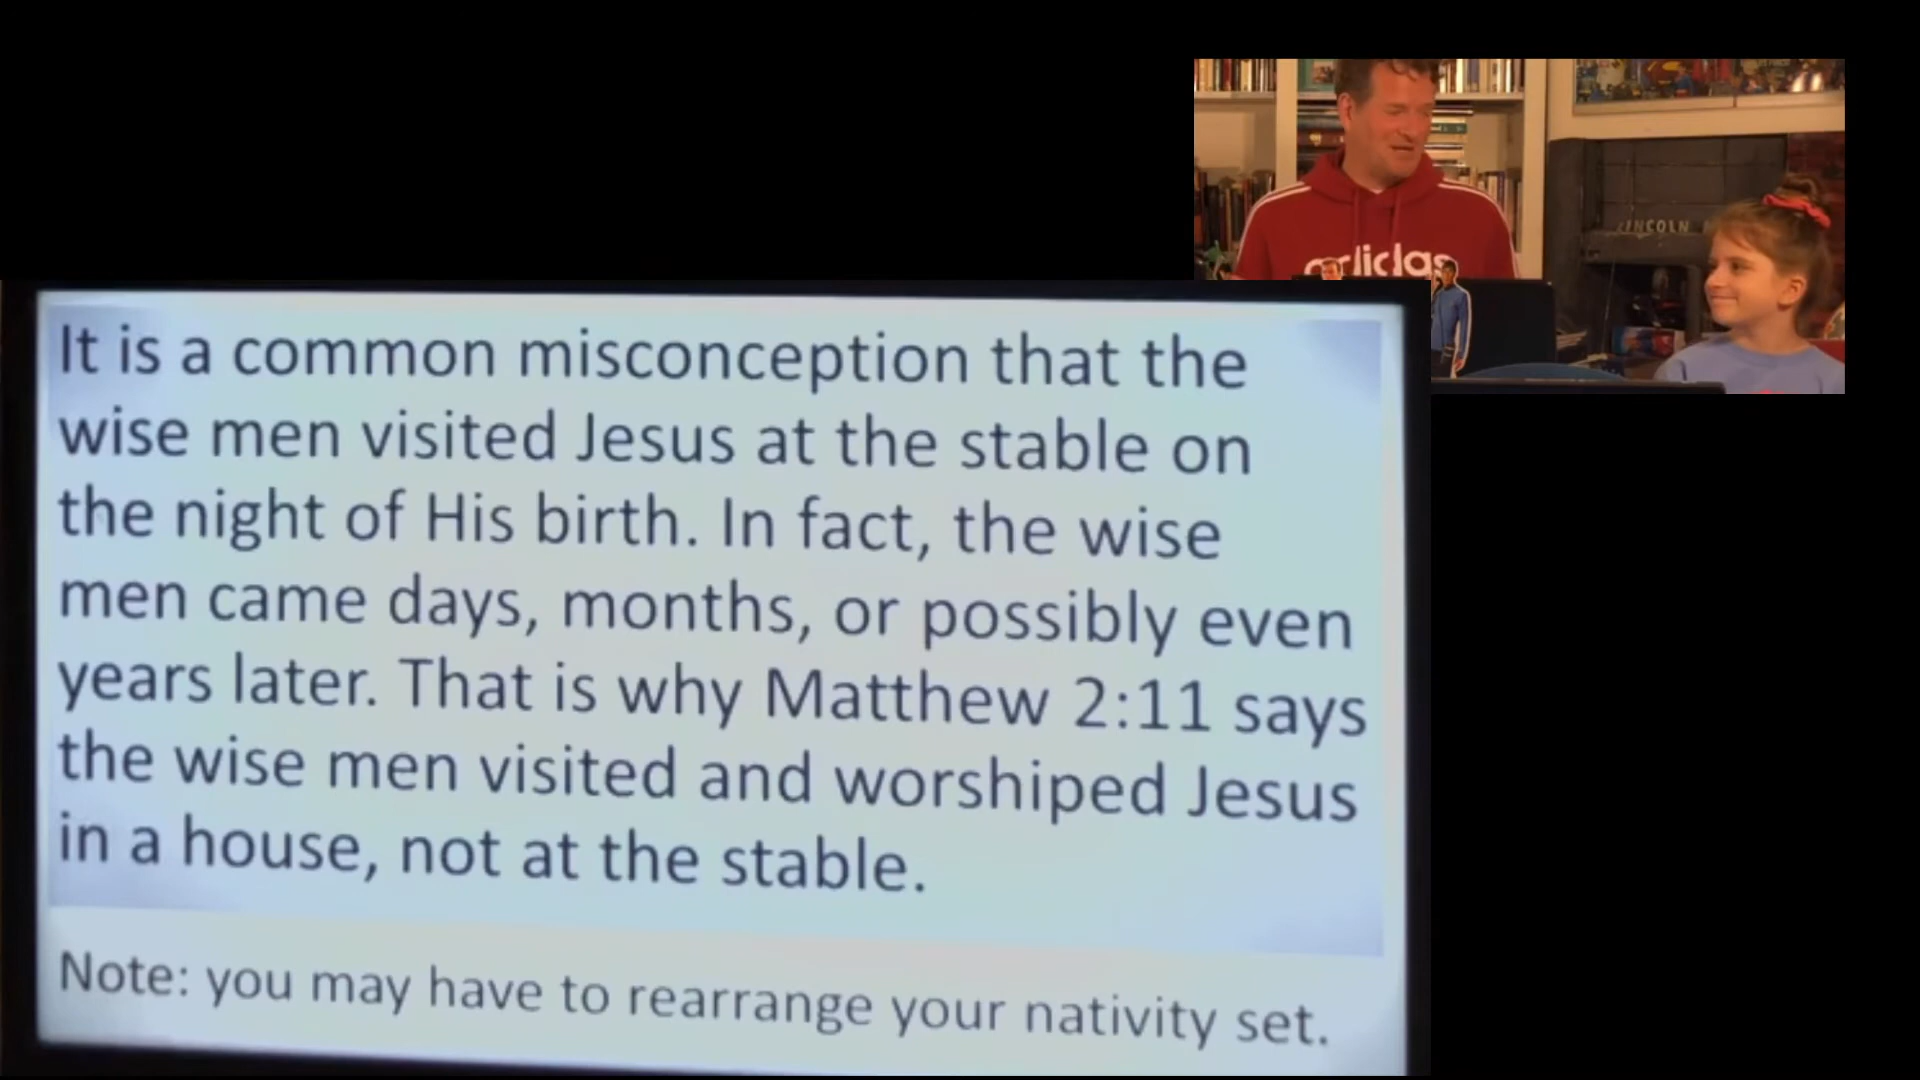 LINCOLN
adidas
It is a common misconception that the
wise men visited Jesus at the stable on
the night of His birth. In fact, the wise
men came days, months, or possibly even
years later. That is why Matthew 2:11 says
the wise men visited and worshiped Jesus
in a house, not at the stable.
Note: you may have to rearrange your nativity set.